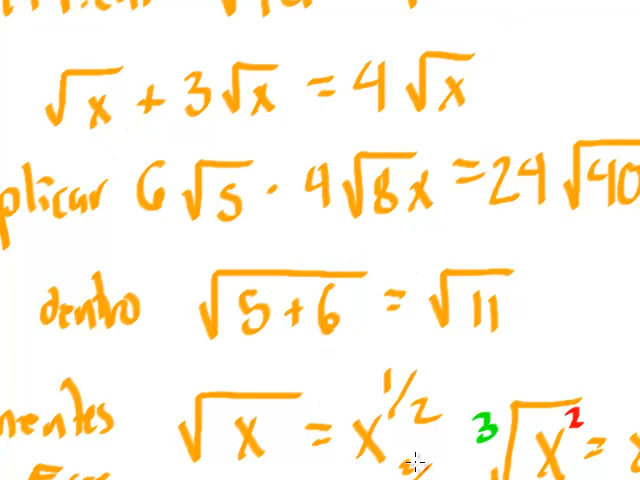 √x + 3√x = 4√x
plicar 6√5 · 4√8x = 24√40
dentro √5+6 = √11
nentes √x = x^1/2 ³√x² =